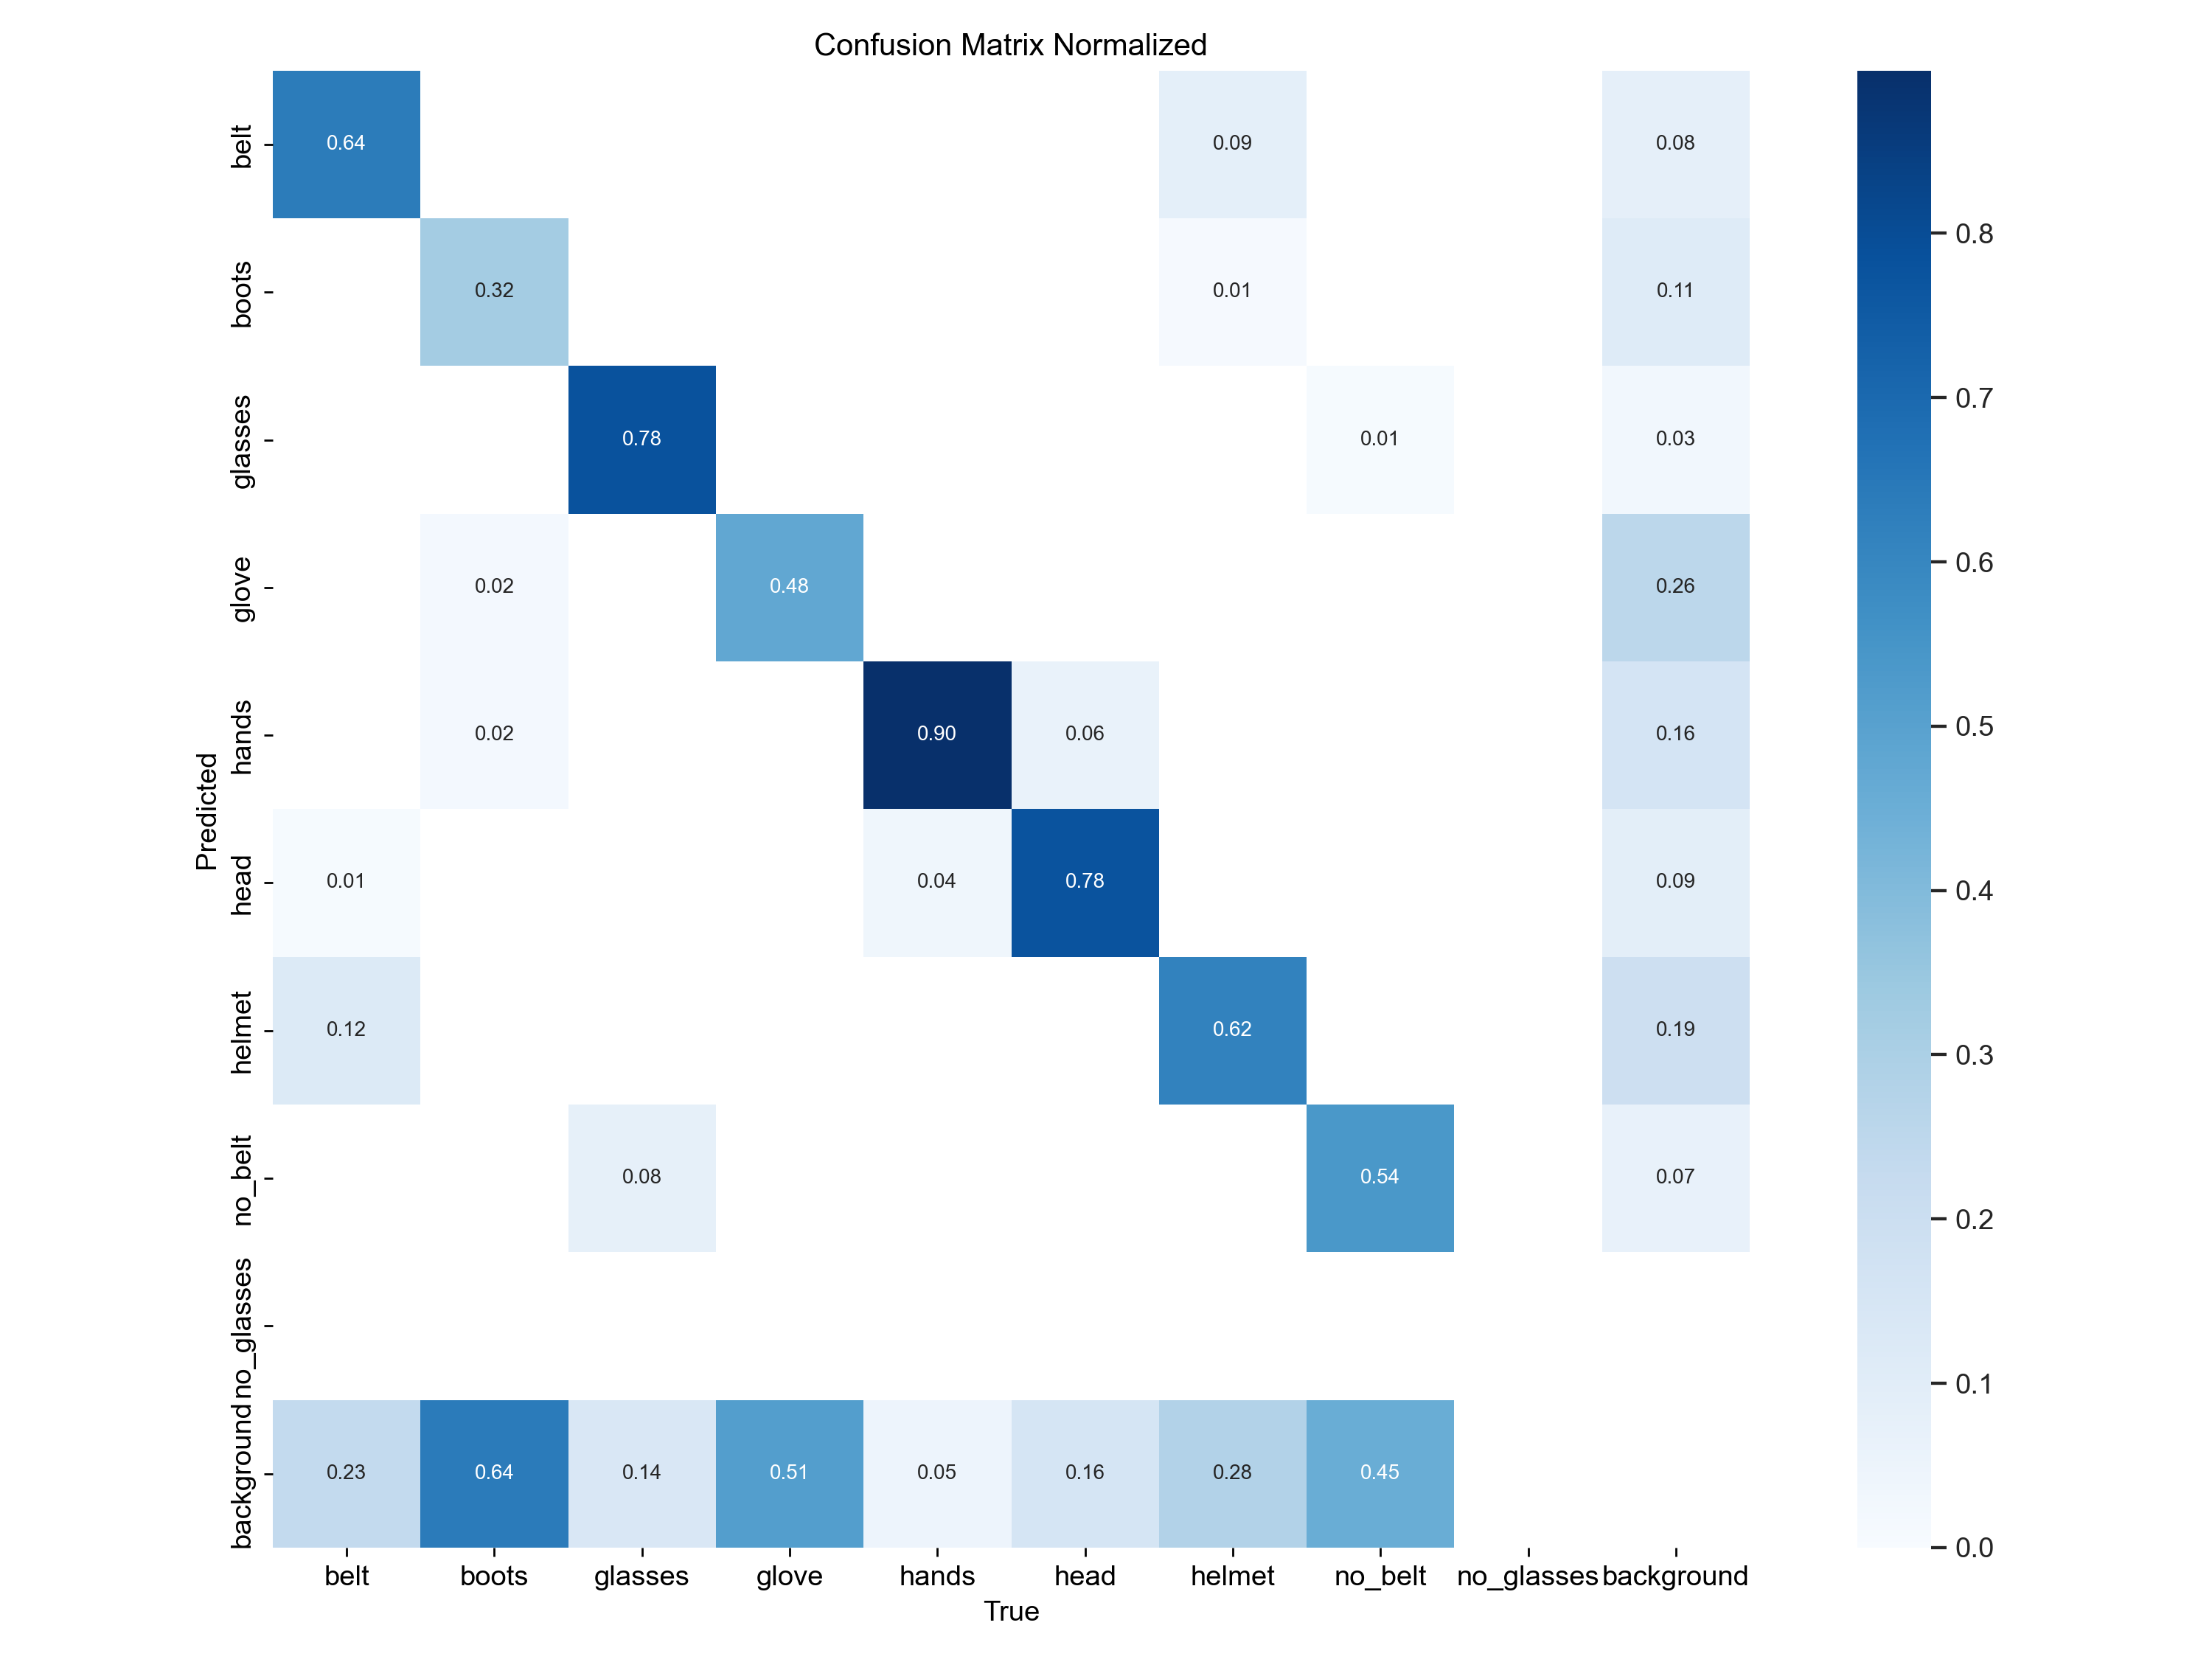 Confusion Matrix Normalized
Predicted
belt 0.64 0.09 0.08
boots 0.32 0.01 0.11
glasses 0.78 0.01 0.03
glove 0.02 0.48 0.26
hands 0.02 0.90 0.06 0.16
head 0.01 0.04 0.78 0.09
helmet 0.12 0.62 0.19
no_belt 0.08 0.54 0.07
no_glasses
background 0.23 0.64 0.14 0.51 0.05 0.16 0.28 0.45
belt boots glasses glove hands head helmet no_belt no_glasses background
True
0.8
0.7
0.6
0.5
0.4
0.3
0.2
0.1
0.0